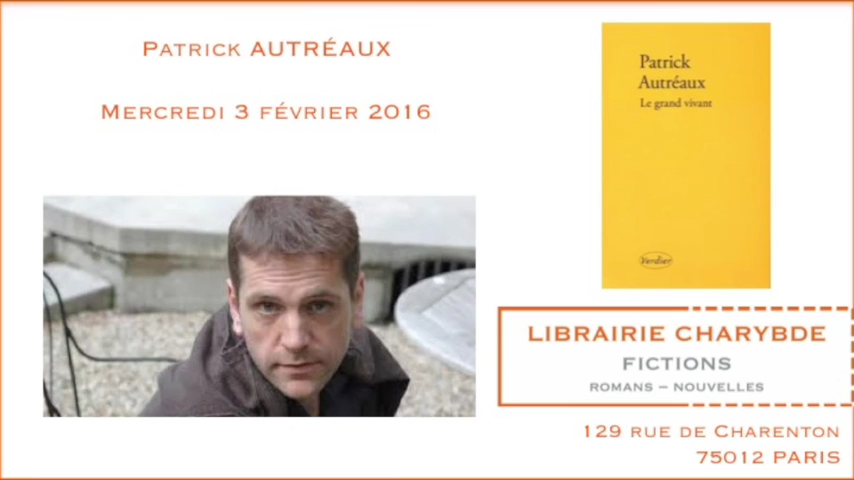 Patrick AUTRÉAUX
Mercredi 3 février 2016
Patrick
Autréaux
Le grand vivant
Verdier
LIBRAIRIE CHARYBDE
FICTIONS
ROMANS – NOUVELLES
129 rue de Charenton
75012 PARIS